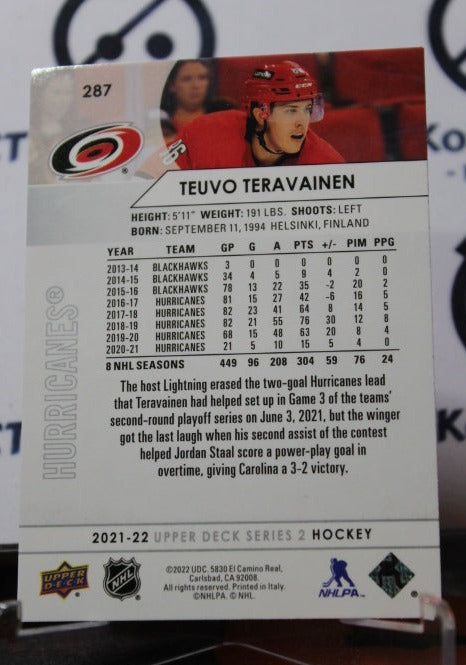 287
TEUVO TERAVAINEN
HEIGHT: 5'11" WEIGHT: 191 LBS. SHOOTS: LEFT
BORN: SEPTEMBER 11, 1994 HELSINKI, FINLAND
YEAR TEAM GP G A PTS +/- PIM PPG
2013-14 BLACKHAWKS 3 0 0 0 0 0 0
2014-15 BLACKHAWKS 34 4 5 9 4 2 0
2015-16 BLACKHAWKS 78 13 22 35 -2 20 2
2016-17 HURRICANES 81 15 27 42 -6 16 5
2017-18 HURRICANES 82 23 41 64 8 14 5
2018-19 HURRICANES 82 21 55 76 30 12 8
2019-20 HURRICANES 68 15 48 63 20 8 4
2020-21 HURRICANES 21 5 10 15 5 4 0
8 NHL SEASONS 449 96 208 304 59 76 24
HURRICANES®
The host Lightning erased the two-goal Hurricanes lead
that Teravainen had helped set up in Game 3 of the teams'
second-round playoff series on June 3, 2021, but the winger
got the last laugh when his second assist of the contest
helped Jordan Staal score a power-play goal in
overtime, giving Carolina a 3-2 victory.
2021-22 UPPER DECK SERIES 2 HOCKEY
UPPER DECK
NHL
©2022 UDC. 5830 El Camino Real,
Carlsbad, CA 92008.
All rights reserved. Printed in Italy.
©NHLPA. © NHL.
NHLPA